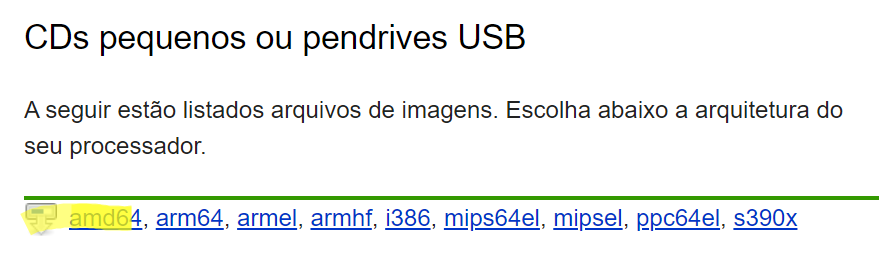 CDs pequenos ou pendrives USB
A seguir estão listados arquivos de imagens. Escolha abaixo a arquitetura do
seu processador.
amd64, arm64, armel, armhf, i386, mips64el, mipsel, ppc64el, s390x